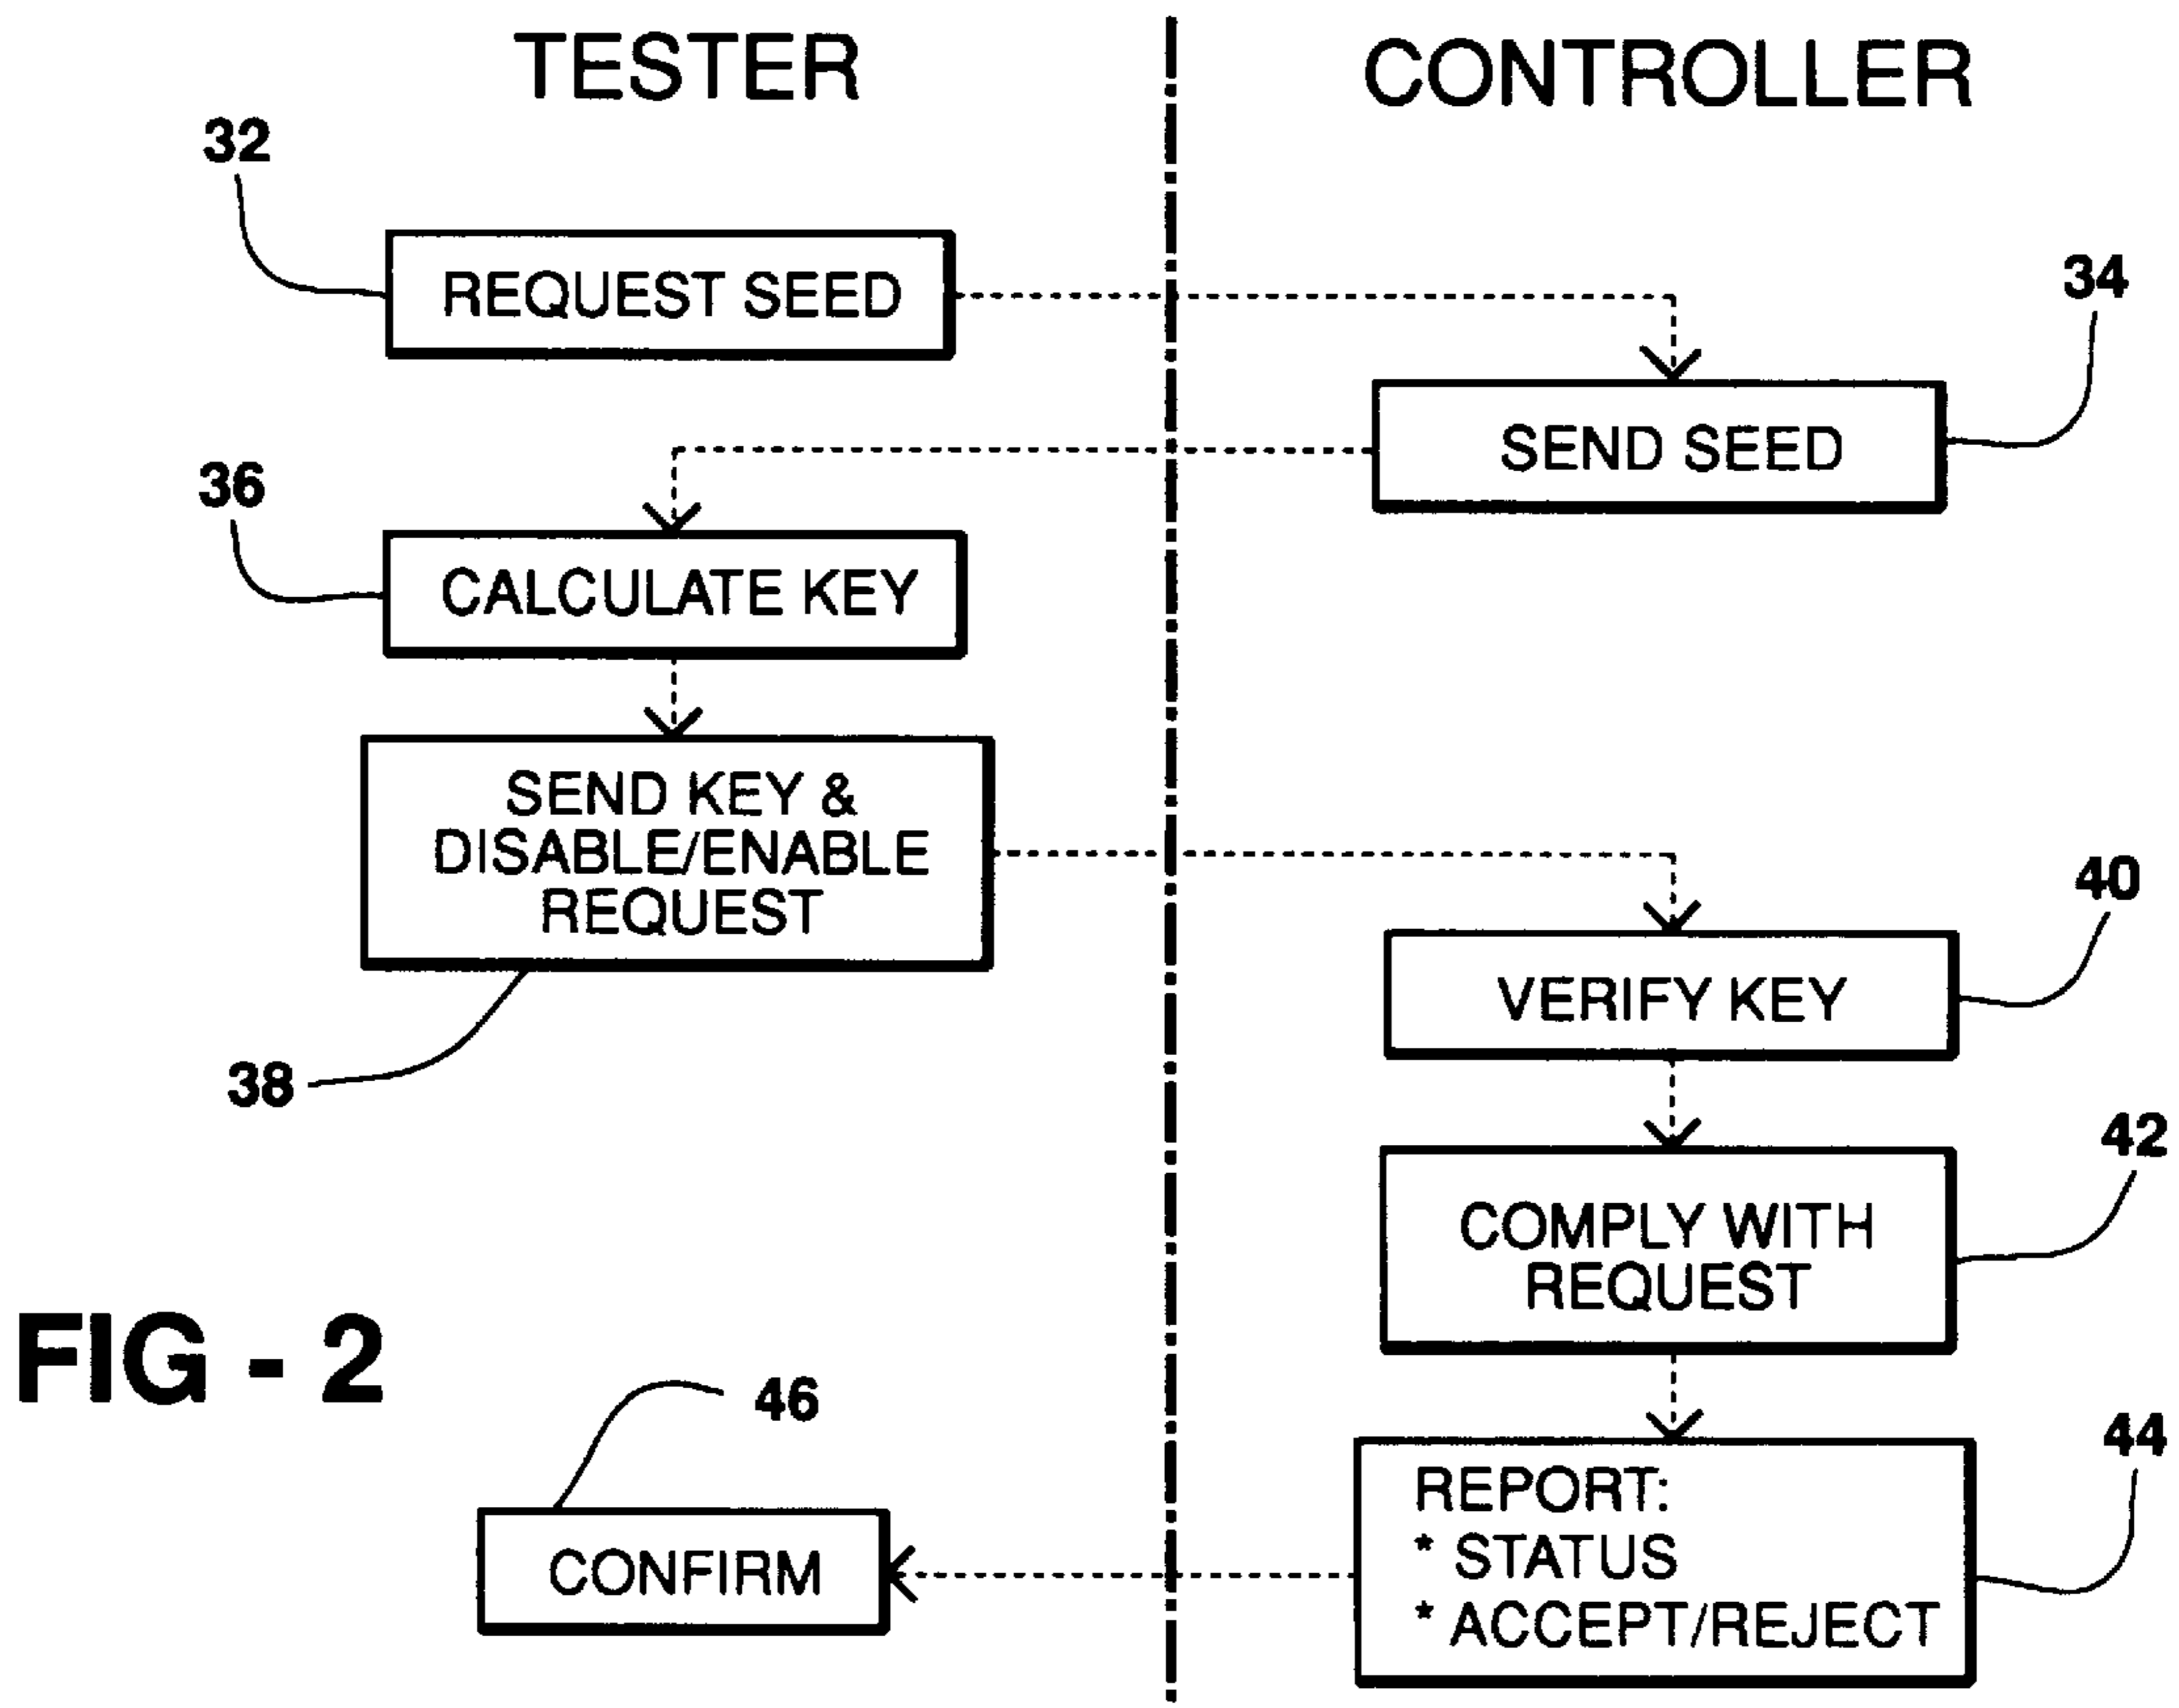 TESTER
CONTROLLER
32
REQUEST SEED
34
SEND SEED
36
CALCULATE KEY
SEND KEY &
DISABLE/ENABLE
REQUEST
38
40
VERIFY KEY
42
COMPLY WITH
REQUEST
FIG - 2
46
CONFIRM
44
REPORT:
* STATUS
* ACCEPT/REJECT